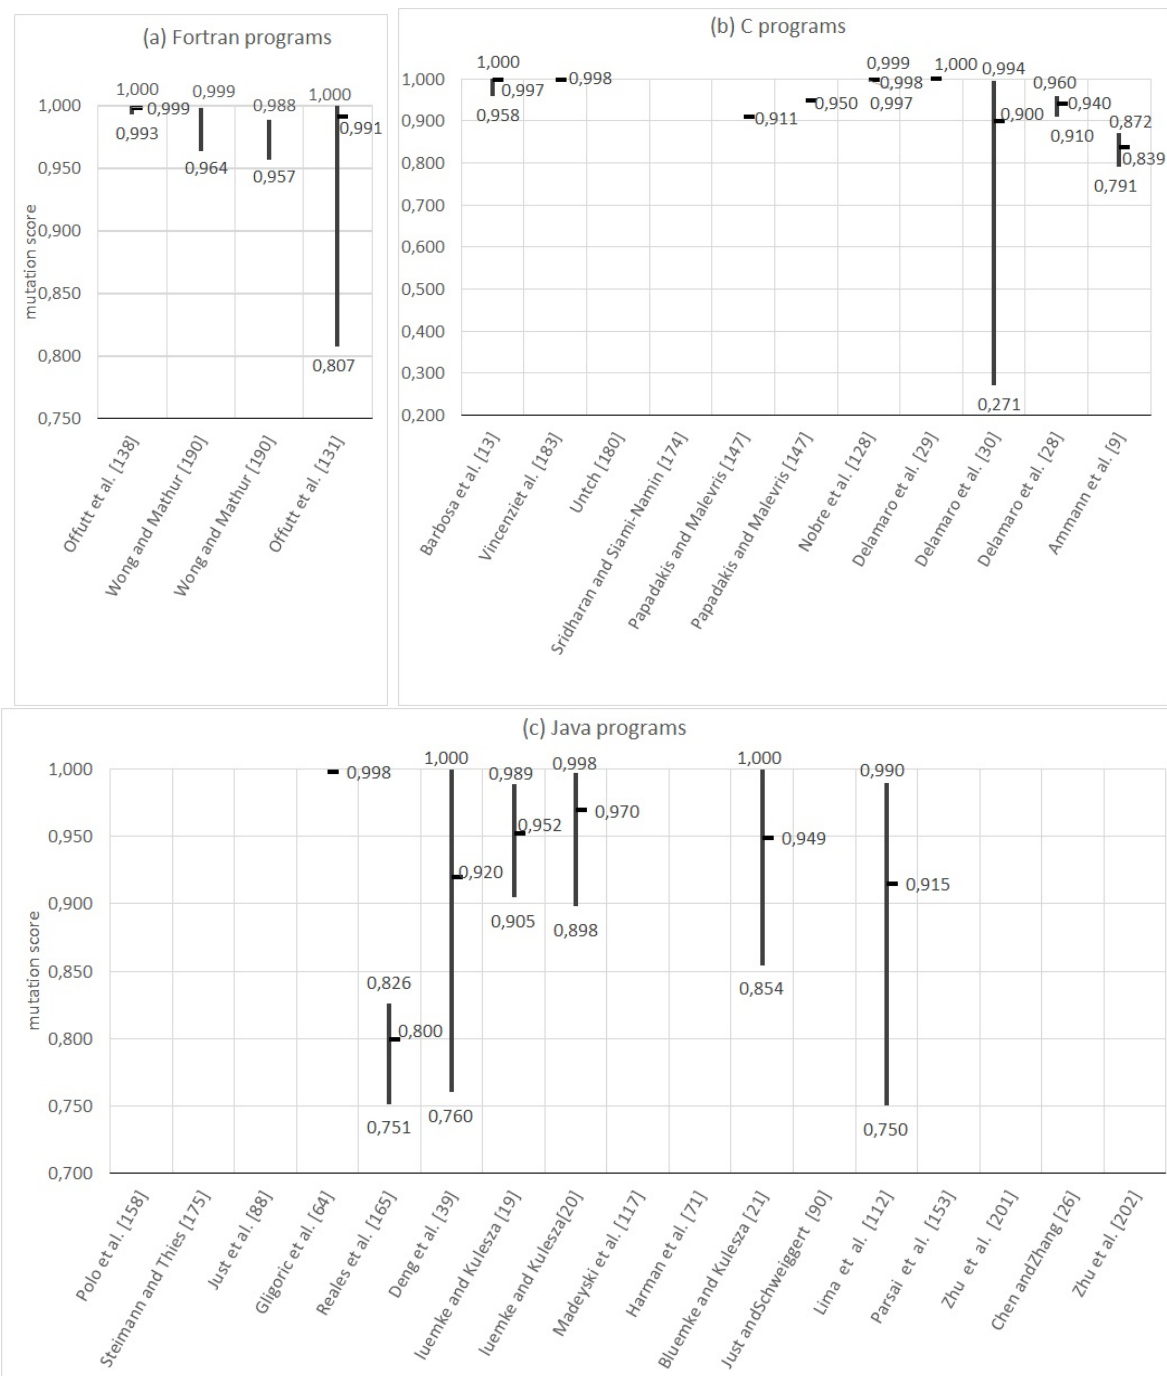 (a) Fortran programs
1,000
0,950
0,900
0,850
0,800
0,750
mutation score
1,000
0,999
0,993
0,999
0,964
0,988
0,957
1,000
0,991
0,807
Offutt et al. [138]
Wong and Mathur [190]
Wong and Mathur [190]
Offutt et al. [131]
(b) C programs
1,000
0,900
0,800
0,700
0,600
0,500
0,400
0,300
0,200
1,000
0,997
0,958
0,998
0,911
0,950
0,999
0,998
0,997
1,000
0,994
0,900
0,271
0,960
0,940
0,910
0,872
0,839
0,791
Barbosa et al. [13]
Vincenziet al. [183]
Untch [180]
Sridharan and Siami-Namin [174]
Papadakis and Malevris [147]
Papadakis and Malevris [147]
Nobre et al. [128]
Delamaro et al. [29]
Delamaro et al. [30]
Delamaro et al. [28]
Ammann et al. [9]
(c) Java programs
1,000
0,950
0,900
0,850
0,800
0,750
0,700
mutation score
0,998
0,826
0,800
0,751
1,000
0,920
0,760
0,989
0,952
0,905
0,998
0,970
0,898
1,000
0,949
0,854
0,990
0,915
0,750
Polo et al. [158]
Steimann and Thies [175]
Just et al. [88]
Gligoric et al. [64]
Reales et al. [165]
Deng et al. [39]
luemke and Kulesza [19]
luemke and Kulesza[20]
Madeyski et al. [117]
Harman et al. [71]
Bluemke and Kulesza [21]
Just andSchweiggert [90]
Lima et al. [112]
Parsai et al. [153]
Zhu et al. [201]
Chen andZhang [26]
Zhu et al. [202]